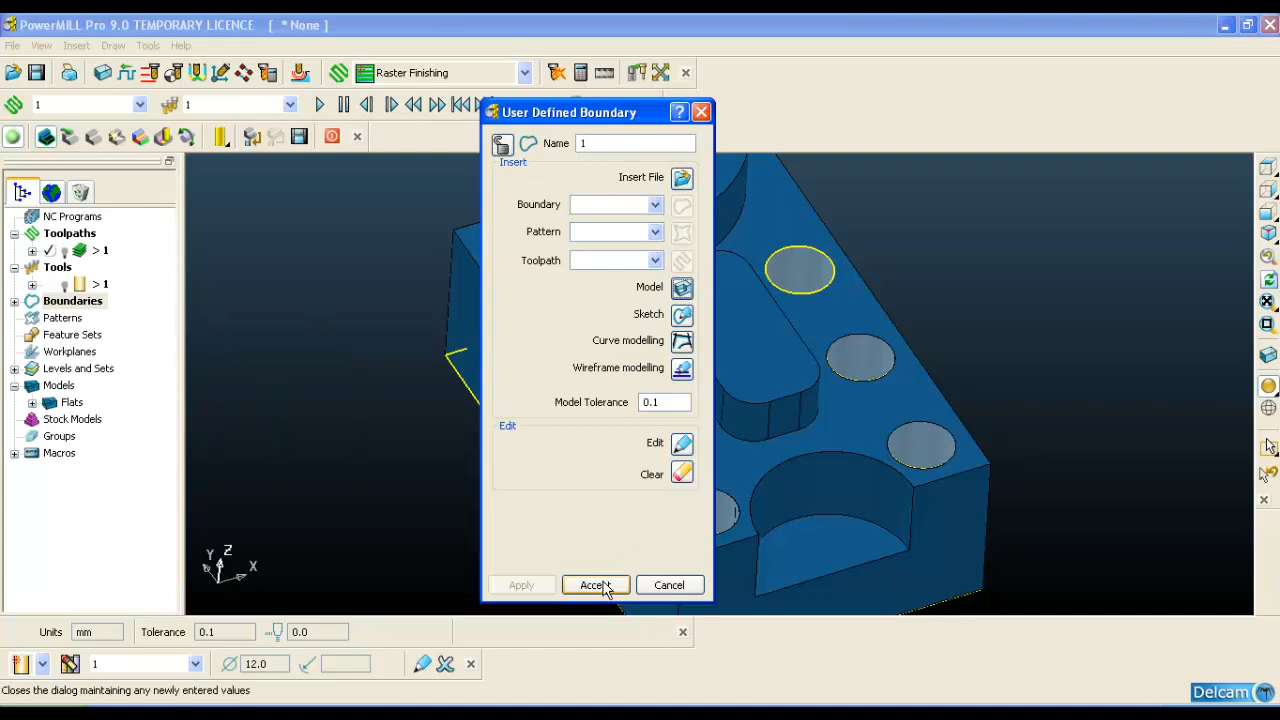 PowerMILL Pro 9.0 TEMPORARY LICENCE [ * None ]
File View Insert Draw Tools Help
Raster Finishing
1 1
User Defined Boundary
Name 1
Insert
Insert File
Boundary
Pattern
Toolpath
Model
Sketch
Curve modelling
Wireframe modelling
Model Tolerance 0.1
Edit
Edit
Clear
Apply Accept Cancel
NC Programs
Toolpaths
> 1
Tools
> 1
Boundaries
Patterns
Feature Sets
Workplanes
Levels and Sets
Models
Flats
Stock Models
Groups
Macros
Z
Y
X
Units mm Tolerance 0.1 0.0
1 12.0
Closes the dialog maintaining any newly entered values
Delcam